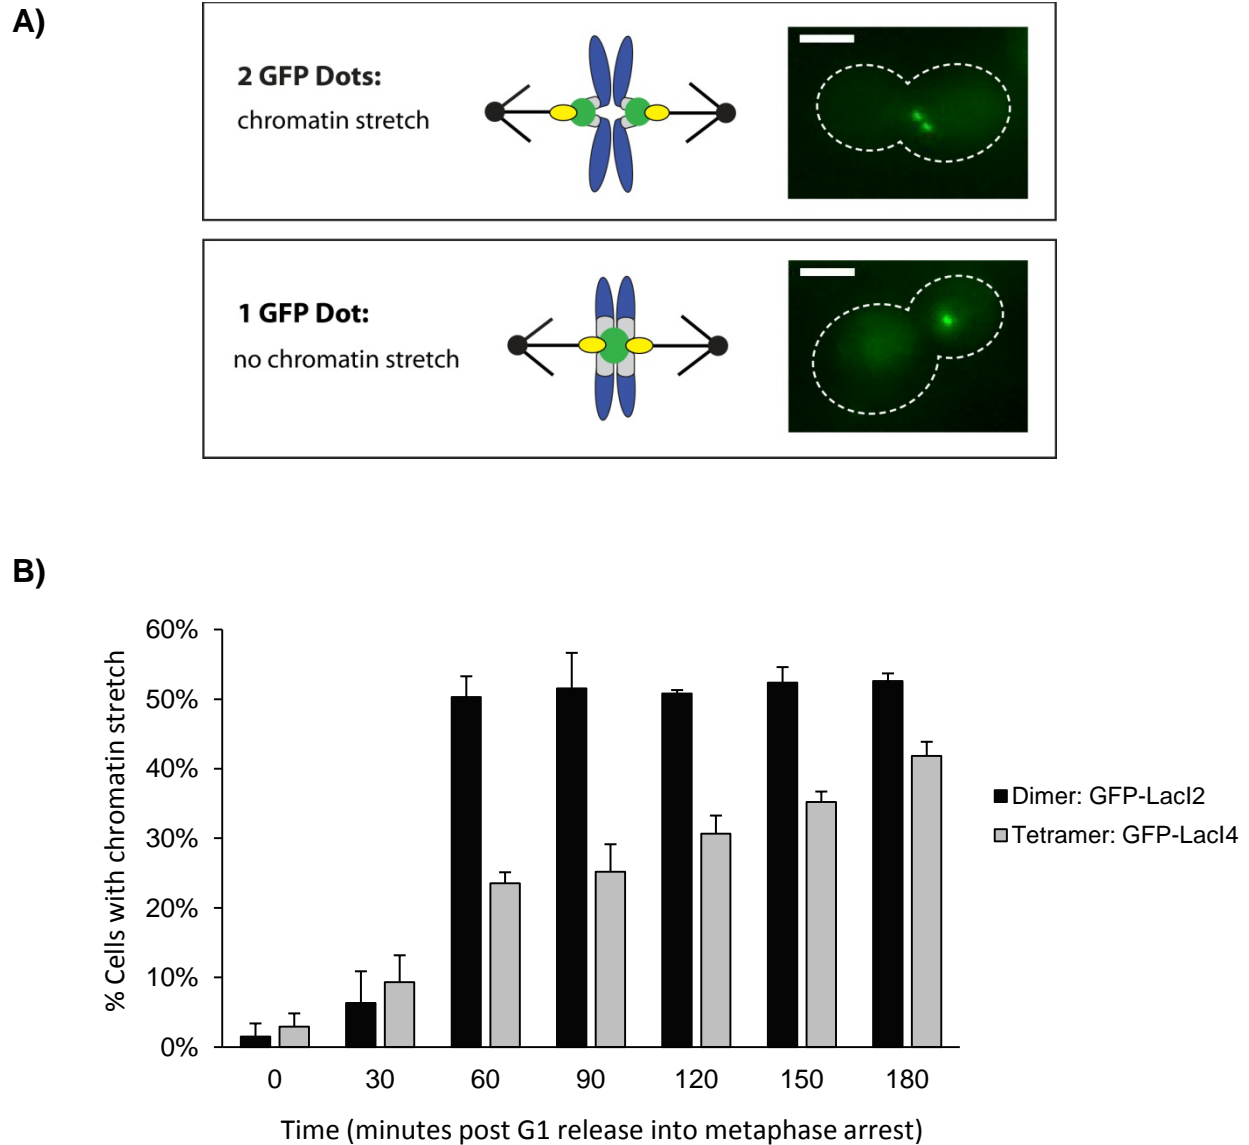 A)
2 GFP Dots:
chromatin stretch
1 GFP Dot:
no chromatin stretch
B)
% Cells with chromatin stretch
60%
50%
40%
30%
20%
10%
0%
0 30 60 90 120 150 180
Time (minutes post G1 release into metaphase arrest)
Dimer: GFP-LacI2
Tetramer: GFP-LacI4